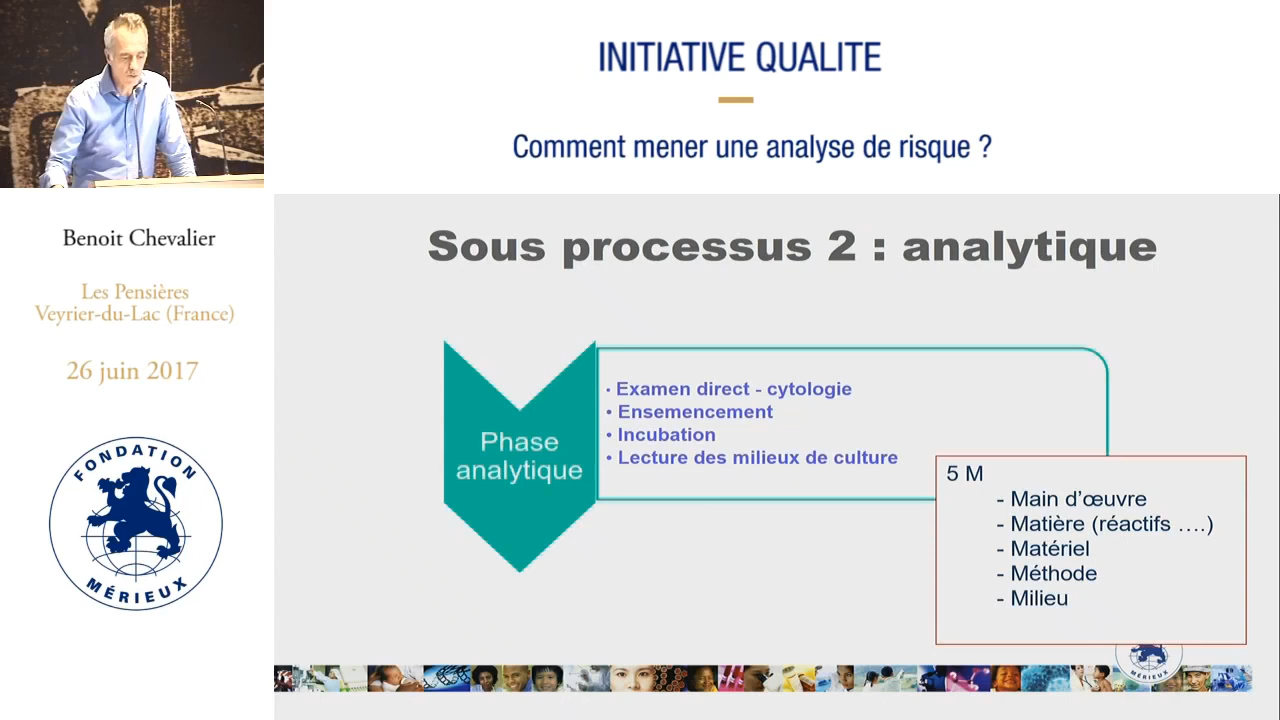 INITIATIVE QUALITE
Comment mener une analyse de risque ?
Benoit Chevalier
Les Pensières
Veyrier-du-Lac (France)
26 juin 2017
FONDATION
MÉRIEUX
Sous processus 2 : analytique
Phase
analytique
• Examen direct - cytologie
• Ensemencement
• Incubation
• Lecture des milieux de culture
5 M
- Main d’œuvre
- Matière (réactifs ….)
- Matériel
- Méthode
- Milieu
MÉRIEUX